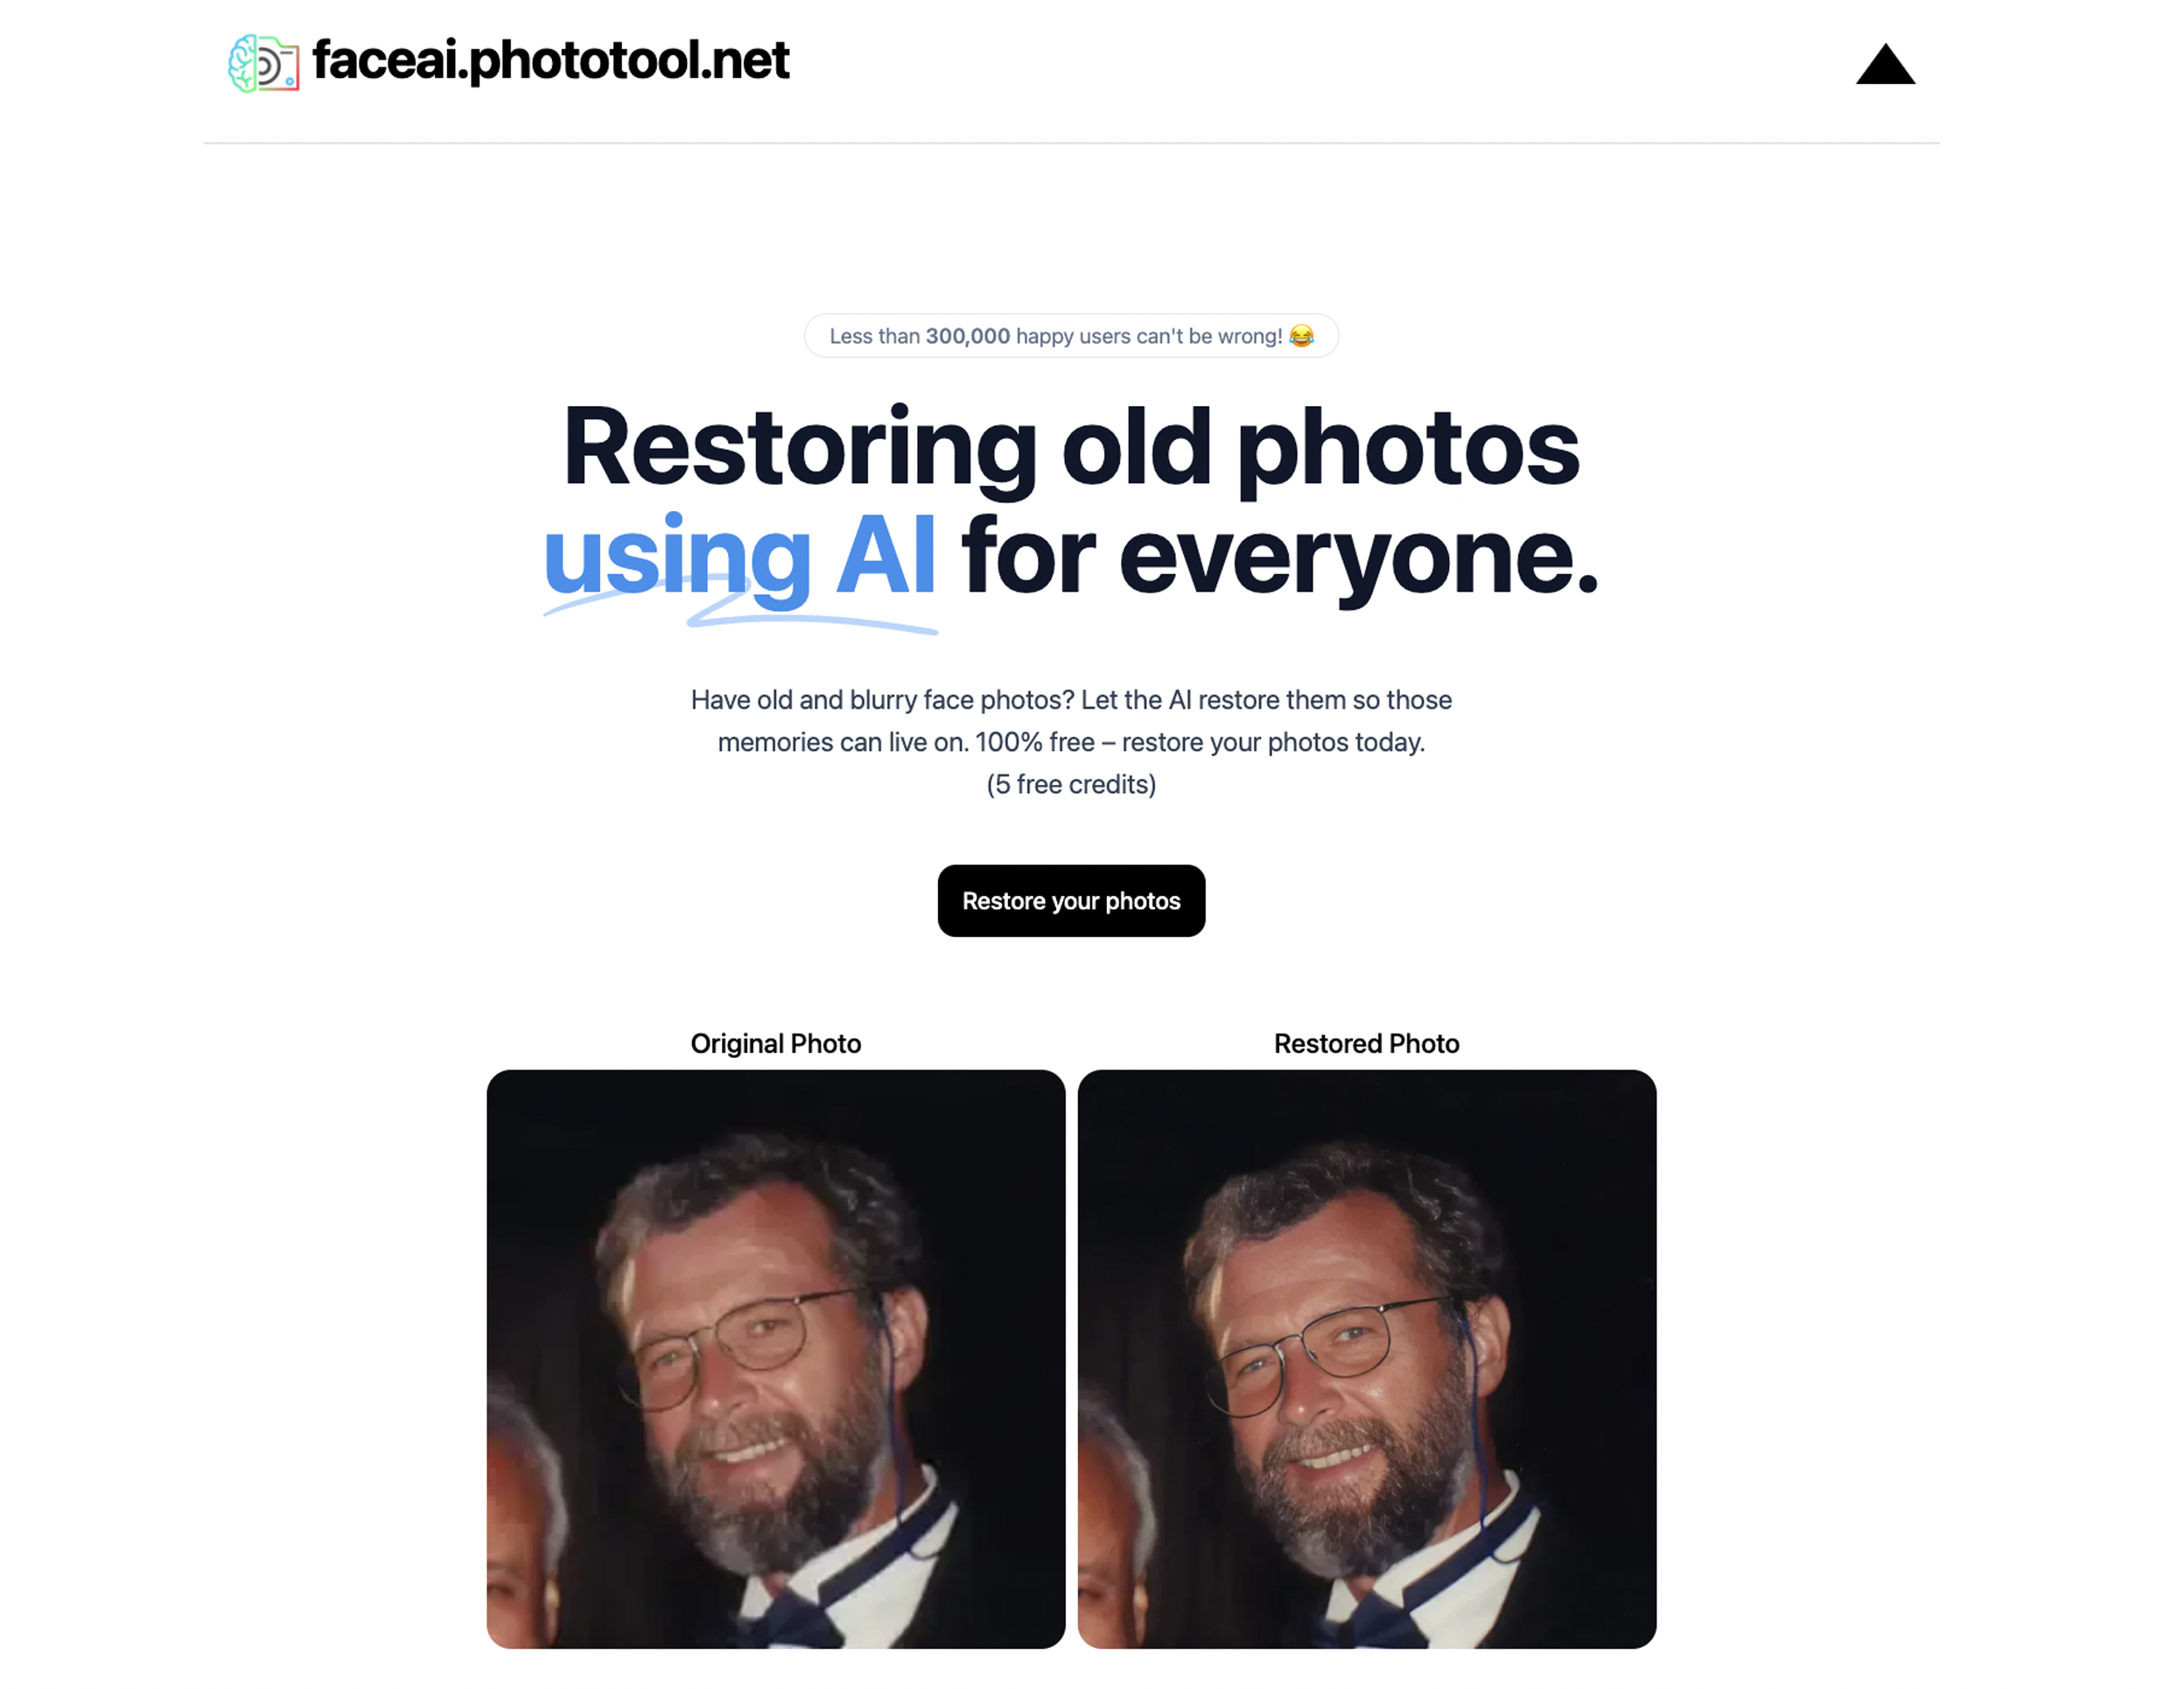 faceai.phototool.net
Less than 300,000 happy users can't be wrong! 😂
Restoring old photos
using AI for everyone.
Have old and blurry face photos? Let the AI restore them so those
memories can live on. 100% free – restore your photos today.
(5 free credits)
Restore your photos
Original Photo
Restored Photo